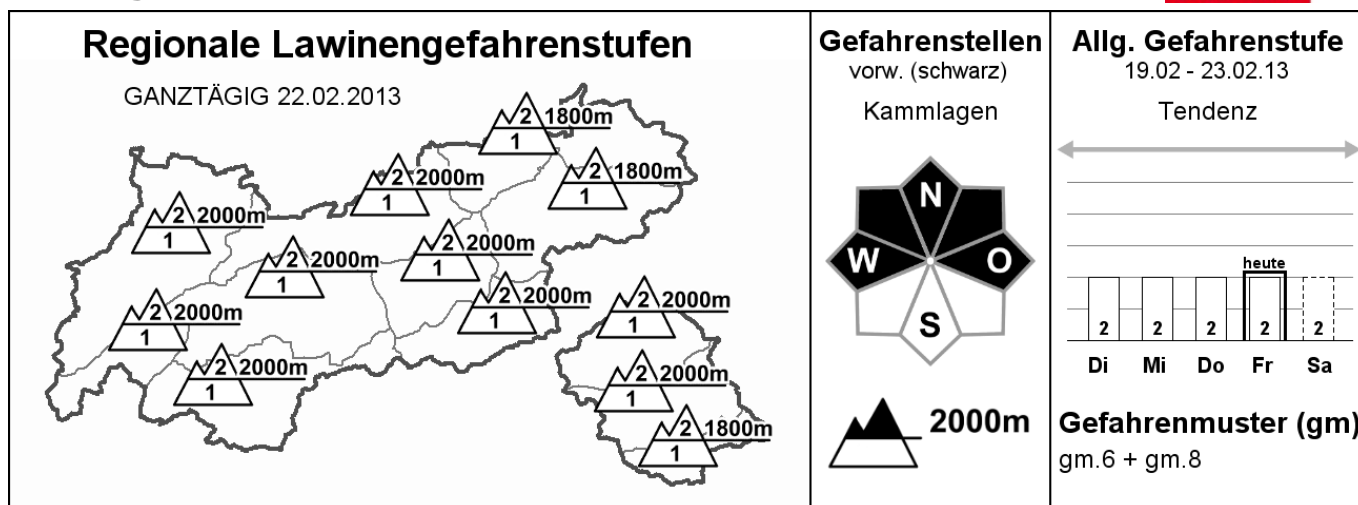 Regionale Lawinengefahrenstufen
GANZTÄGIG 22.02.2013
2 1800m
1
2 1800m
1
2 2000m
1
2 2000m
1
2 2000m
1
2 2000m
1
2 2000m
1
2 2000m
1
2 2000m
1
2 2000m
1
2 2000m
1
2 1800m
1
Gefahrenstellen
vorw. (schwarz)
Kammlagen
N
W O
S
2000m
Allg. Gefahrenstufe
19.02 - 23.02.13
Tendenz
heute
2 2 2 2 2
Di Mi Do Fr Sa
Gefahrenmuster (gm)
gm.6 + gm.8